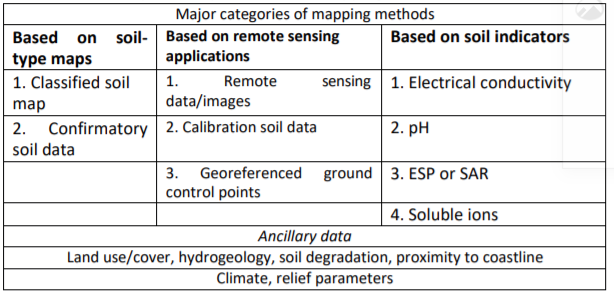 Major categories of mapping methods
Based on soil-
type maps
Based on remote sensing
applications
Based on soil indicators
1. Classified soil
map
1. Remote sensing
data/images
1. Electrical conductivity
2. Confirmatory
soil data
2. Calibration soil data
2. pH
3. Georeferenced ground
control points
3. ESP or SAR
4. Soluble ions
Ancillary data
Land use/cover, hydrogeology, soil degradation, proximity to coastline
Climate, relief parameters